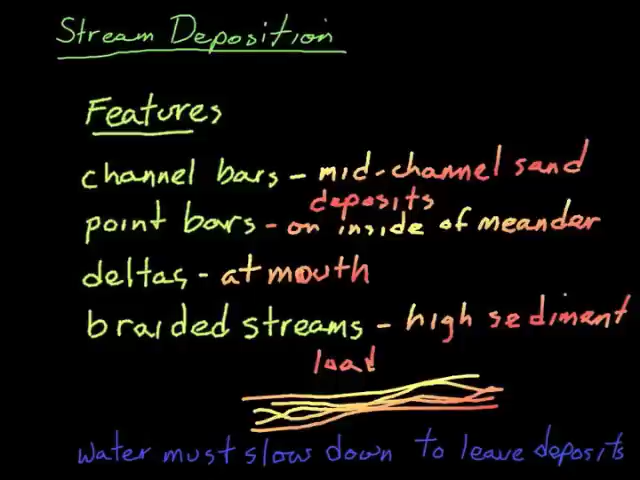 Stream Deposition
Features
channel bars - mid-channel sand
deposits
point bars - on inside of meander
deltas - at mouth
braided streams - high sediment
load
water must slow down to leave deposits